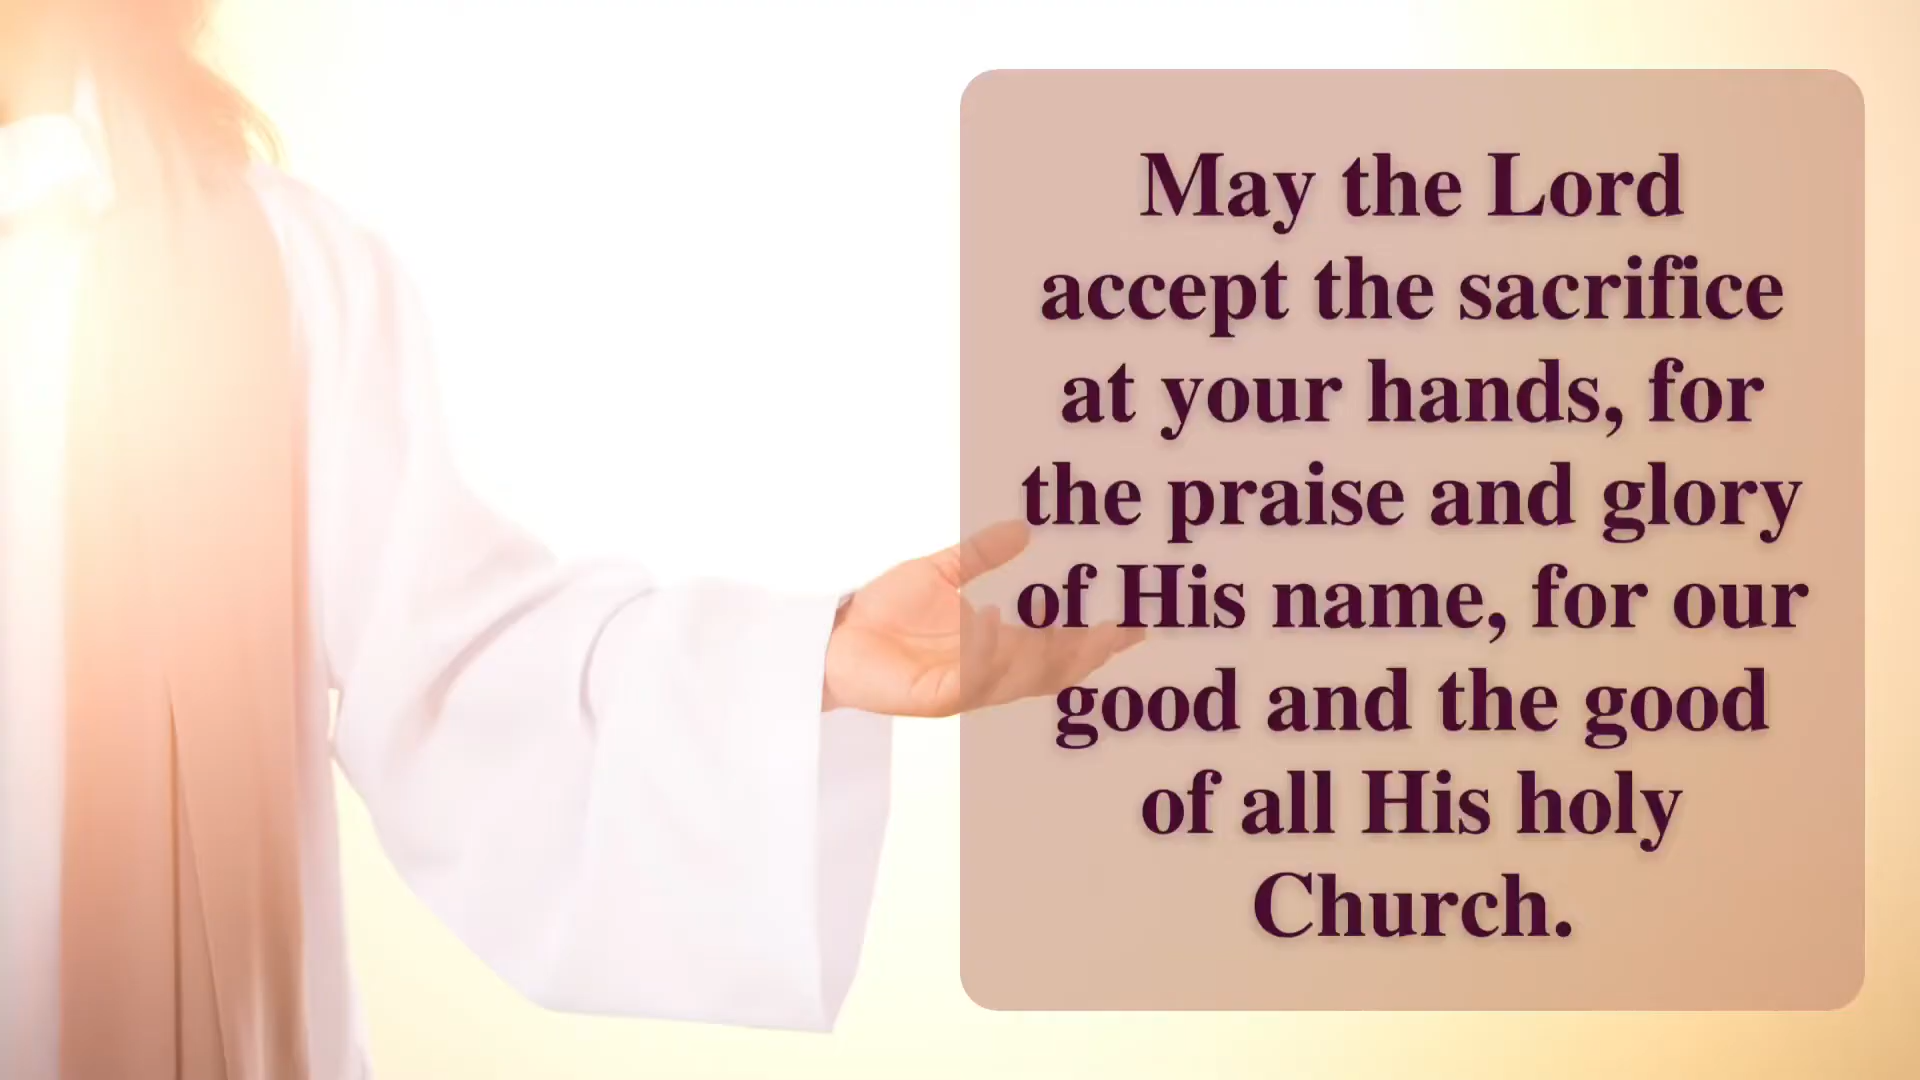 May the Lord
accept the sacrifice
at your hands, for
the praise and glory
of His name, for our
good and the good
of all His holy
Church.